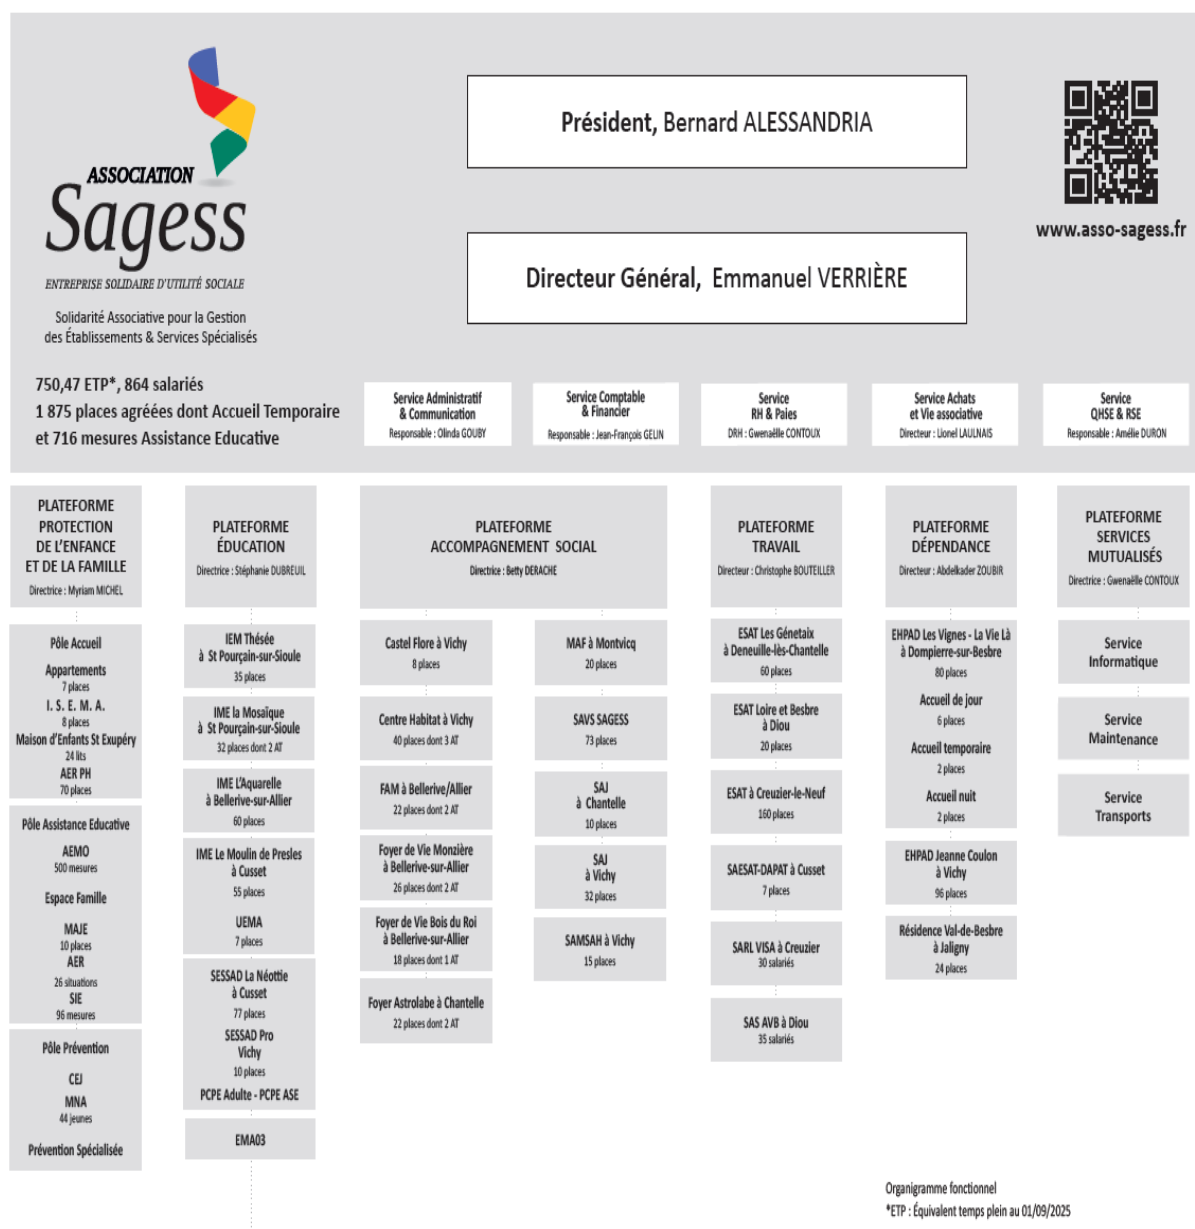 ASSOCIATION
Sagess
ENTREPRISE SOLIDAIRE D'UTILITÉ SOCIALE
Solidarité Associative pour la Gestion
des Établissements & Services Spécialisés
750,47 ETP*, 864 salariés
1 875 places agréées dont Accueil Temporaire
et 716 mesures Assistance Educative
Président, Bernard ALESSANDRIA
Directeur Général, Emmanuel VERRIÈRE
www.asso-sagess.fr
Service Administratif
& Communication
Responsable : Olinda GOUBY
Service Comptable
& Financier
Responsable : Jean-François GELIN
Service
RH & Paies
DRH : Gwenaëlle CONTOUX
Service Achats
et Vie associative
Directeur : Lionel LAULNAIS
Service
QHSE & RSE
Responsable : Amélie DURON
PLATEFORME
PROTECTION
DE L'ENFANCE
ET DE LA FAMILLE
Directrice : Myriam MICHEL
Pôle Accueil
Appartements
7 places
I. S. E. M. A.
8 places
Maison d'Enfants St Exupéry
24 lits
AER PH
70 places
Pôle Assistance Educative
AEMO
500 mesures
Espace Famille
MAJE
10 places
AER
26 situations
SIE
96 mesures
Pôle Prévention
CEJ
MNA
44 jeunes
Prévention Spécialisée
PLATEFORME
ÉDUCATION
Directrice : Stéphanie DUBREUIL
IEM Thésée
à St Pourçain-sur-Sioule
35 places
IME la Mosaïque
à St Pourçain-sur-Sioule
32 places dont 2 AT
IME L'Aquarelle
à Bellerive-sur-Allier
60 places
IME Le Moulin de Presles
à Cusset
55 places
UEMA
7 places
SESSAD La Néottie
à Cusset
77 places
SESSAD Pro
Vichy
10 places
PCPE Adulte - PCPE ASE
EMA03
PLATEFORME
ACCOMPAGNEMENT SOCIAL
Directrice : Betty DERACHE
Castel Flore à Vichy
8 places
Centre Habitat à Vichy
40 places dont 3 AT
FAM à Bellerive/Allier
22 places dont 2 AT
Foyer de Vie Monzière
à Bellerive-sur-Allier
26 places dont 2 AT
Foyer de Vie Bois du Roi
à Bellerive-sur-Allier
18 places dont 1 AT
Foyer Astrolabe à Chantelle
22 places dont 2 AT
MAF à Montvicq
20 places
SAVS SAGESS
73 places
SAJ
à Chantelle
10 places
SAJ
à Vichy
32 places
SAMSAH à Vichy
15 places
PLATEFORME
TRAVAIL
Directeur : Christophe BOUTEILLER
ESAT Les Génetaix
à Deneuille-lès-Chantelle
60 places
ESAT Loire et Besbre
à Diou
20 places
ESAT à Creuzier-le-Neuf
160 places
SAESAT-DAPAT à Cusset
7 places
SARL VISA à Creuzier
30 salariés
SAS AVB à Diou
35 salariés
PLATEFORME
DÉPENDANCE
Directeur : Abdelkader ZOUBIR
EHPAD Les Vignes - La Vie Là
à Dompierre-sur-Besbre
80 places
Accueil de jour
6 places
Accueil temporaire
2 places
Accueil nuit
2 places
EHPAD Jeanne Coulon
à Vichy
96 places
Résidence Val-de-Besbre
à Jaligny
24 places
PLATEFORME
SERVICES
MUTUALISÉS
Directrice : Gwenaëlle CONTOUX
Service
Informatique
Service
Maintenance
Service
Transports
Organigramme fonctionnel
*ETP : Équivalent temps plein au 01/09/2025